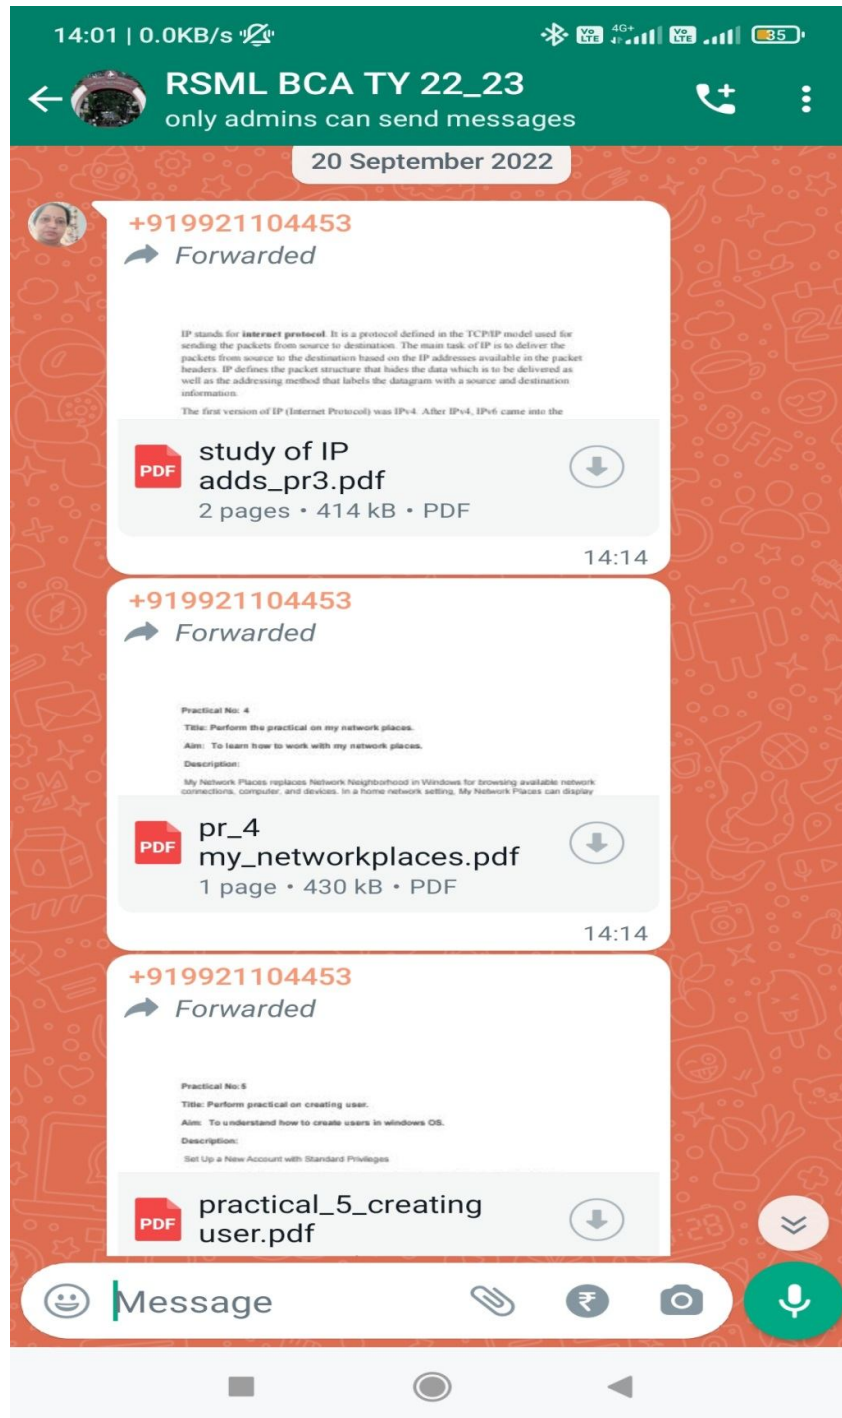 14:01 | 0.0KB/s
Vo LTE 4G+ Vo LTE 35
RSML BCA TY 22_23
only admins can send messages
20 September 2022
+919921104453
Forwarded
IP stands for internet protocol. It is a protocol defined in the TCP/IP model used for
sending the packets from source to destination. The main task of IP is to deliver the
packets from source to the destination based on the IP addresses available in the packet
headers. IP defines the packet structure that hides the data which is to be delivered as
well as the addressing method that labels the datagram with a source and destination
information.
The first version of IP (Internet Protocol) was IPv4. After IPv4, IPv6 came into the
PDF
study of IP
adds_pr3.pdf
2 pages • 414 kB • PDF
14:14
+919921104453
Forwarded
Practical No: 4
Title: Perform the practical on my network places.
Aim: To learn how to work with my network places.
Description:
My Network Places replaces Network Neighborhood in Windows for browsing available network
connections, computer, and devices. In a home network setting, My Network Places can display
PDF
pr_4
my_networkplaces.pdf
1 page • 430 kB • PDF
14:14
+919921104453
Forwarded
Practical No:5
Title: Perform practical on creating user.
Aim: To understand how to create users in windows OS.
Description:
Set Up a New Account with Standard Privileges
PDF
practical_5_creating
user.pdf
Message